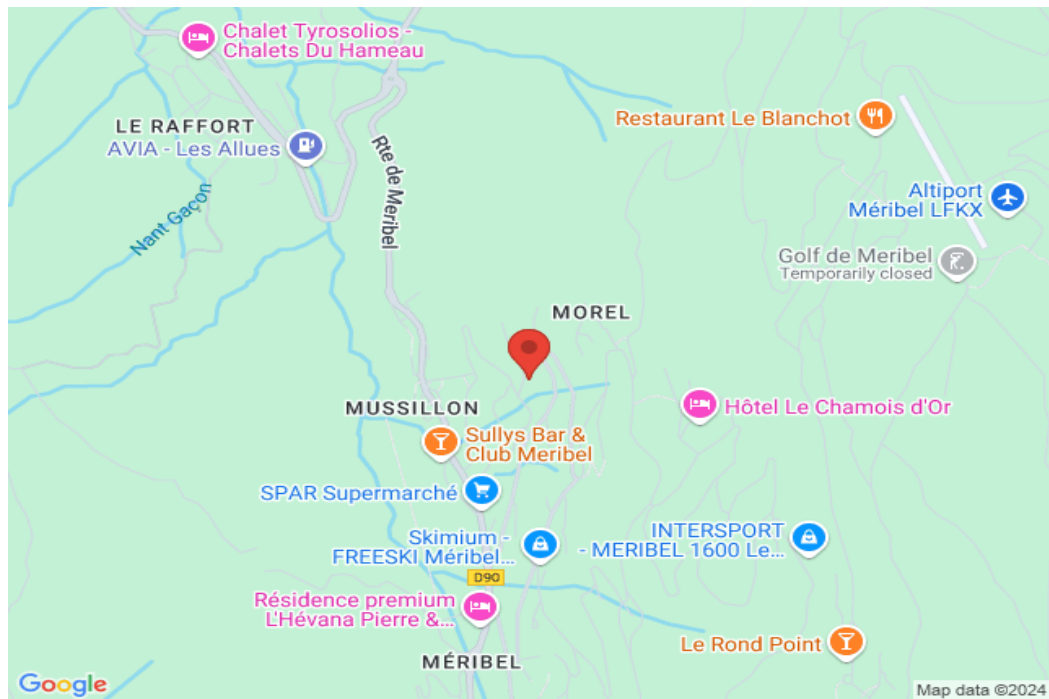 Chalet Tyrosolios -
Chalets Du Hameau
LE RAFFORT
AVIA - Les Allues
Restaurant Le Blanchot
Rte de Meribel
Altiport
Méribel LFKX
Nant Gaçon
Golf de Meribel
Temporarily closed
MOREL
MUSSILLON
Hôtel Le Chamois d'Or
Sullys Bar &
Club Meribel
SPAR Supermarché
Skimium -
FREESKI Méribel...
INTERSPORT
- MERIBEL 1600 Le...
D90
Résidence premium
L'Hévana Pierre &...
Le Rond Point
MÉRIBEL
Google
Map data ©2024